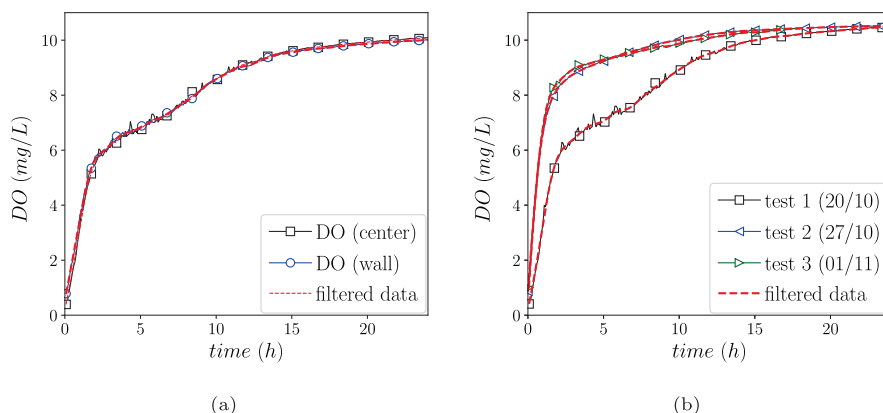 10
8
6
4
2
0
DO (mg/L)
DO (center)
DO (wall)
filtered data
0 5 10 15 20
time (h)
(a)
10
8
6
4
2
0
DO (mg/L)
test 1 (20/10)
test 2 (27/10)
test 3 (01/11)
filtered data
0 5 10 15 20
time (h)
(b)